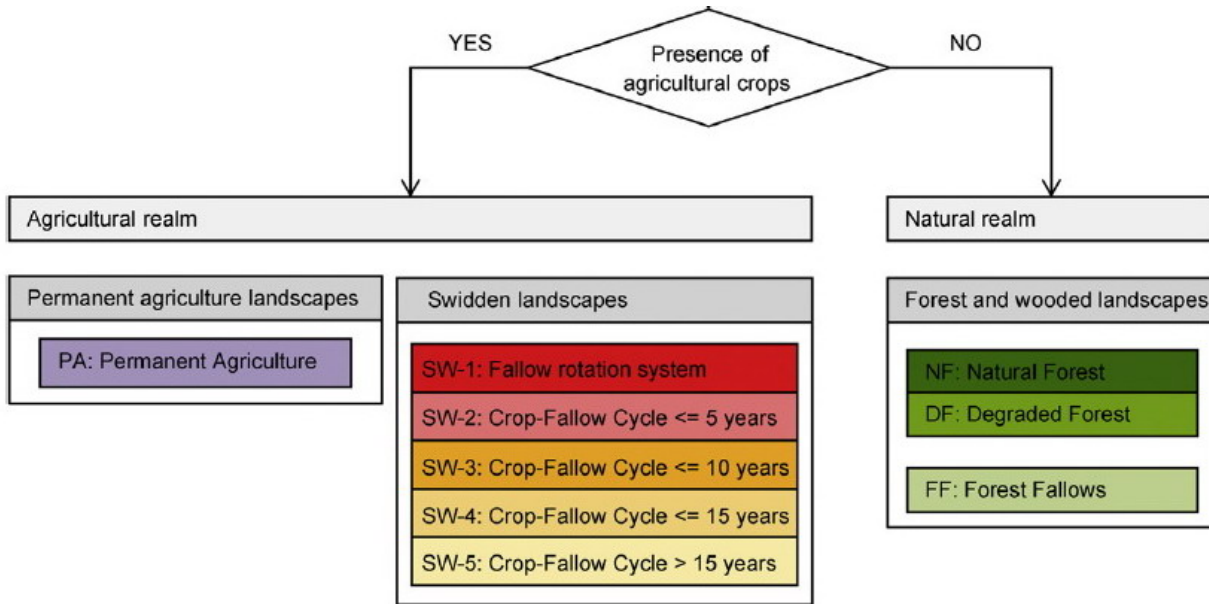 YES
Presence of
agricultural crops
NO
Agricultural realm
Natural realm
Permanent agriculture landscapes
PA: Permanent Agriculture
Swidden landscapes
SW-1: Fallow rotation system
SW-2: Crop-Fallow Cycle <= 5 years
SW-3: Crop-Fallow Cycle <= 10 years
SW-4: Crop-Fallow Cycle <= 15 years
SW-5: Crop-Fallow Cycle > 15 years
Forest and wooded landscapes
NF: Natural Forest
DF: Degraded Forest
FF: Forest Fallows